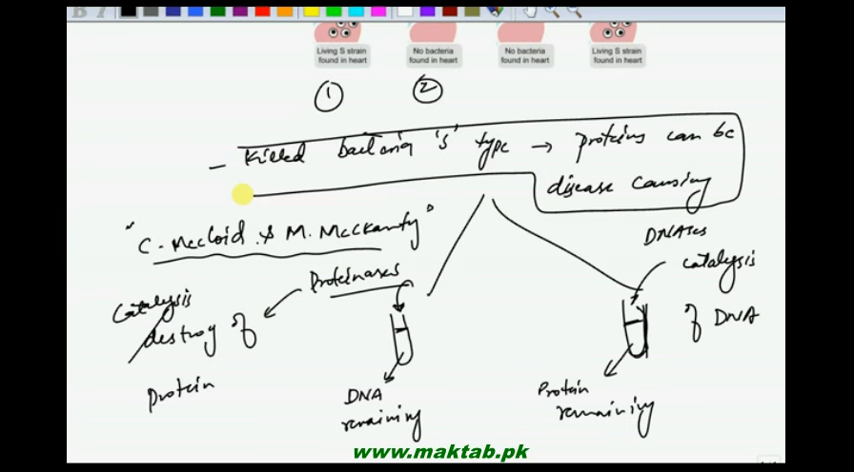 B I
Living S strain
found in heart
No bacteria
found in heart
No bacteria
found in heart
Living S strain
found in heart
1
2
- Killed bacteria 's' type → proteins can be
disease causing
"C. Mccloid & M. Mcckarty"
DNAases
catalysis
of DNA
Proteinases
Catalysis
destroy of
Protein
DNA
remaining
Protein
remaining
www.maktab.pk